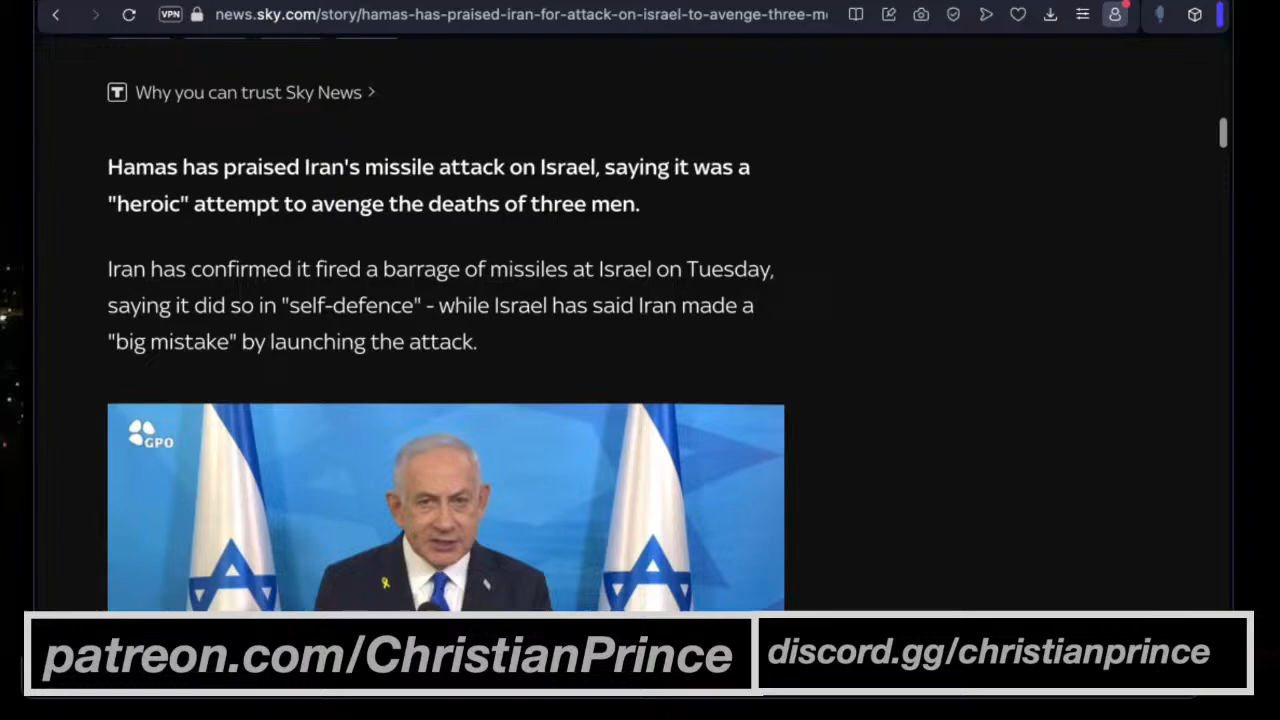 VPN
news.sky.com/story/hamas-has-praised-iran-for-attack-on-israel-to-avenge-three-m
Why you can trust Sky News >
Hamas has praised Iran's missile attack on Israel, saying it was a
"heroic" attempt to avenge the deaths of three men.
Iran has confirmed it fired a barrage of missiles at Israel on Tuesday,
saying it did so in "self-defence" - while Israel has said Iran made a
"big mistake" by launching the attack.
GPO
patreon.com/ChristianPrince
discord.gg/christianprince